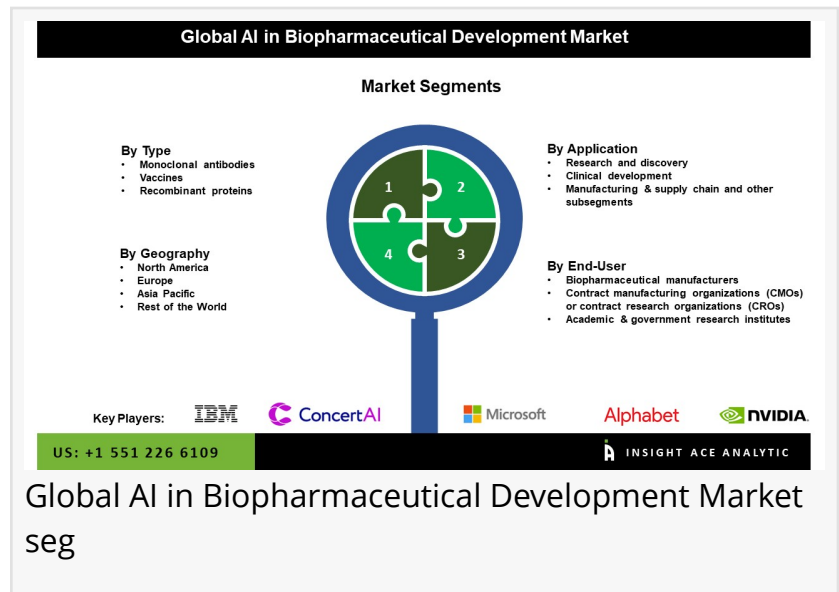 Global AI in Biopharmaceutical Development Market
Market Segments
By Type
• Monoclonal antibodies
• Vaccines
• Recombinant proteins
By Application
• Research and discovery
• Clinical development
• Manufacturing & supply chain and other
subsegments
1
2
4
3
By Geography
• North America
• Europe
• Asia Pacific
• Rest of the World
By End-User
• Biopharmaceutical manufacturers
• Contract manufacturing organizations (CMOs)
or contract research organizations (CROs)
• Academic & government research institutes
Key Players:
IBM
ConcertAI
Microsoft
Alphabet
NVIDIA.
US: +1 551 226 6109
INSIGHT ACE ANALYTIC
Global AI in Biopharmaceutical Development Market
seg